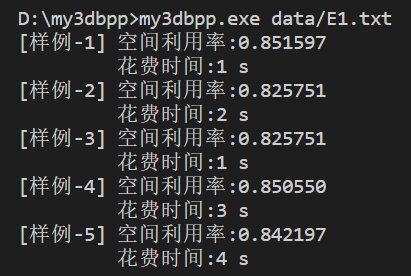 D:\my3dbpp>my3dbpp.exe data/E1.txt
[样例-1] 空间利用率:0.851597
花费时间:1 s
[样例-2] 空间利用率:0.825751
花费时间:2 s
[样例-3] 空间利用率:0.825751
花费时间:1 s
[样例-4] 空间利用率:0.850550
花费时间:3 s
[样例-5] 空间利用率:0.842197
花费时间:4 s